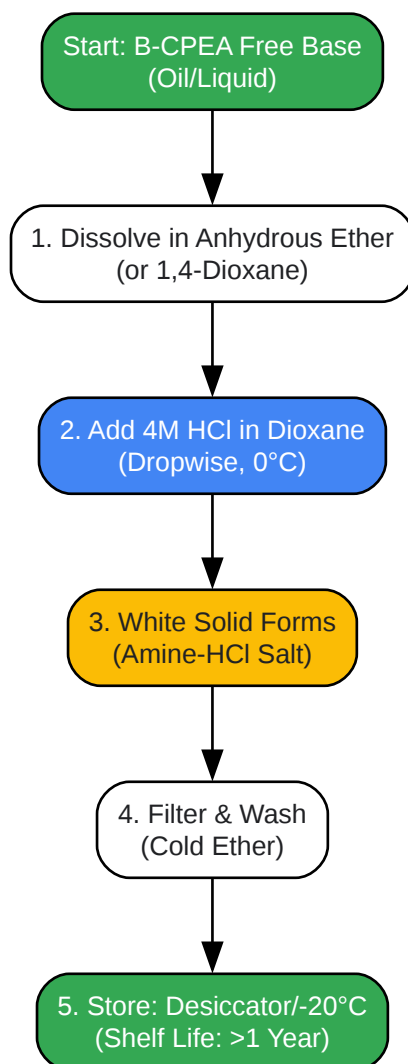 Start: B-CPEA Free Base
(Oil/Liquid)
1. Dissolve in Anhydrous Ether
(or 1,4-Dioxane)
2. Add 4M HCl in Dioxane
(Dropwise, 0°C)
3. White Solid Forms
(Amine-HCl Salt)
4. Filter & Wash
(Cold Ether)
5. Store: Desiccator/-20°C
(Shelf Life: >1 Year)